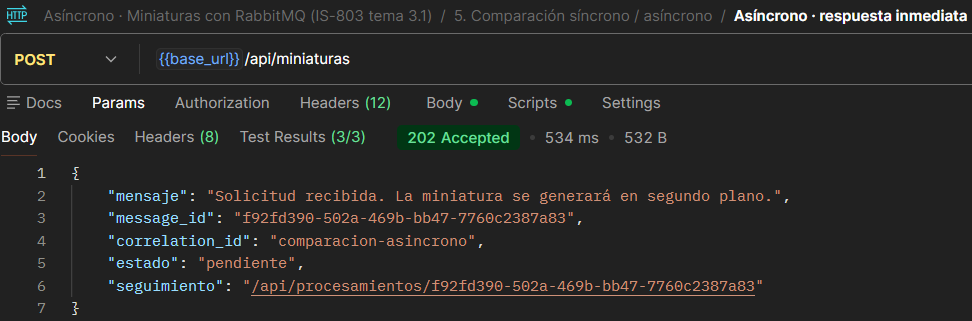 HTTP Asíncrono · Miniaturas con RabbitMQ (IS-803 tema 3.1) / 5. Comparación síncrono / asíncrono / Asíncrono · respuesta inmediata
POST {{base_url}} /api/miniaturas
Docs Params Authorization Headers (12) Body Scripts Settings
Body Cookies Headers (8) Test Results (3/3) 202 Accepted 534 ms 532 B
1 {
2 "mensaje": "Solicitud recibida. La miniatura se generará en segundo plano.",
3 "message_id": "f92fd390-502a-469b-bb47-7760c2387a83",
4 "correlation_id": "comparacion-asincrono",
5 "estado": "pendiente",
6 "seguimiento": "/api/procesamientos/f92fd390-502a-469b-bb47-7760c2387a83"
7 }